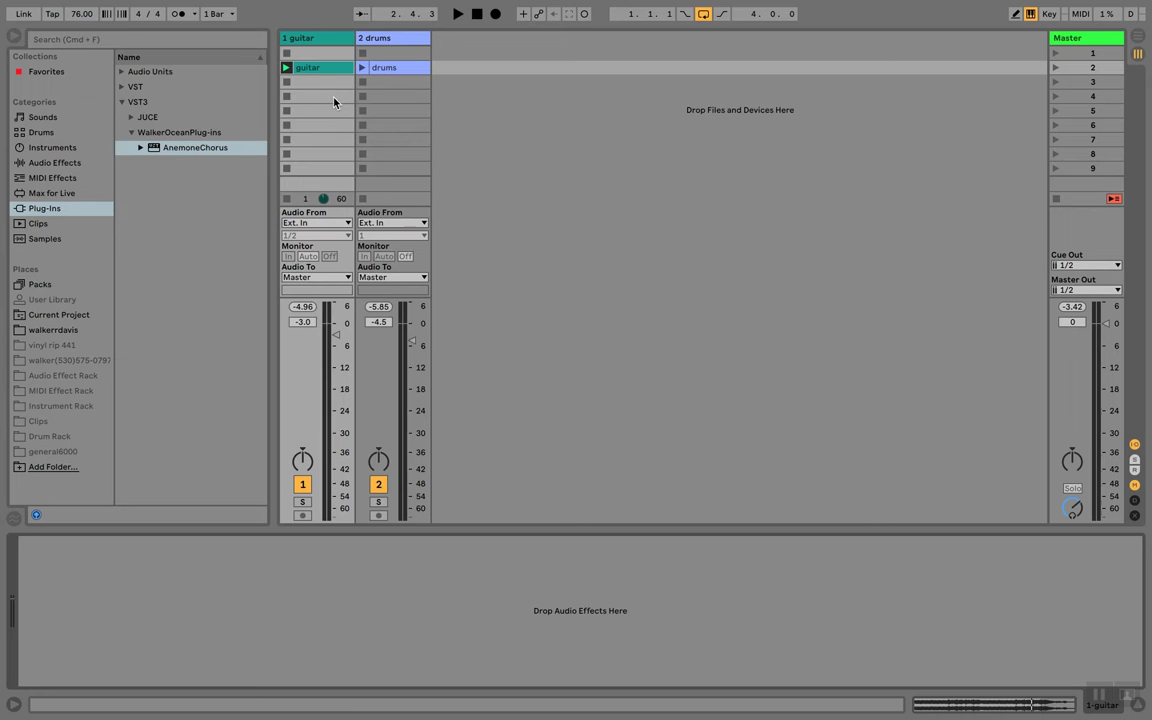 Link Tap 76.00 4 / 4 1 Bar 2. 4. 3 1. 1. 1 4. 0. 0 Key MIDI 1 % D
Search (Cmd + F)
Collections
Favorites
Categories
Sounds
Drums
Instruments
Audio Effects
MIDI Effects
Max for Live
Plug-Ins
Clips
Samples
Places
Packs
User Library
Current Project
walkerrdavis
vinyl rip 441
walker(530)575-0797
Audio Effect Rack
MIDI Effect Rack
Instrument Rack
Clips
Drum Rack
general6000
Add Folder...
Name
Audio Units
VST
VST3
JUCE
WalkerOceanPlug-ins
AnemoneChorus
1 guitar
guitar
1 60
Audio From
Ext. In
1/2
Monitor
In Auto Off
Audio To
Master
-4.96 6
-3.0 0
6
12
18
24
30
36
42
1 48
54
S 60
2 drums
drums
Audio From
Ext. In
1
Monitor
In Auto Off
Audio To
Master
-5.85 6
-4.5 0
6
12
18
24
30
36
42
2 48
54
S 60
Drop Files and Devices Here
Master
1
2
3
4
5
6
7
8
9
Cue Out
1/2
Master Out
1/2
-3.42 6
0 0
6
12
18
24
30
36
42
Solo 48
54
60
I·O
S
R
M
D
X
Drop Audio Effects Here
1-guitar